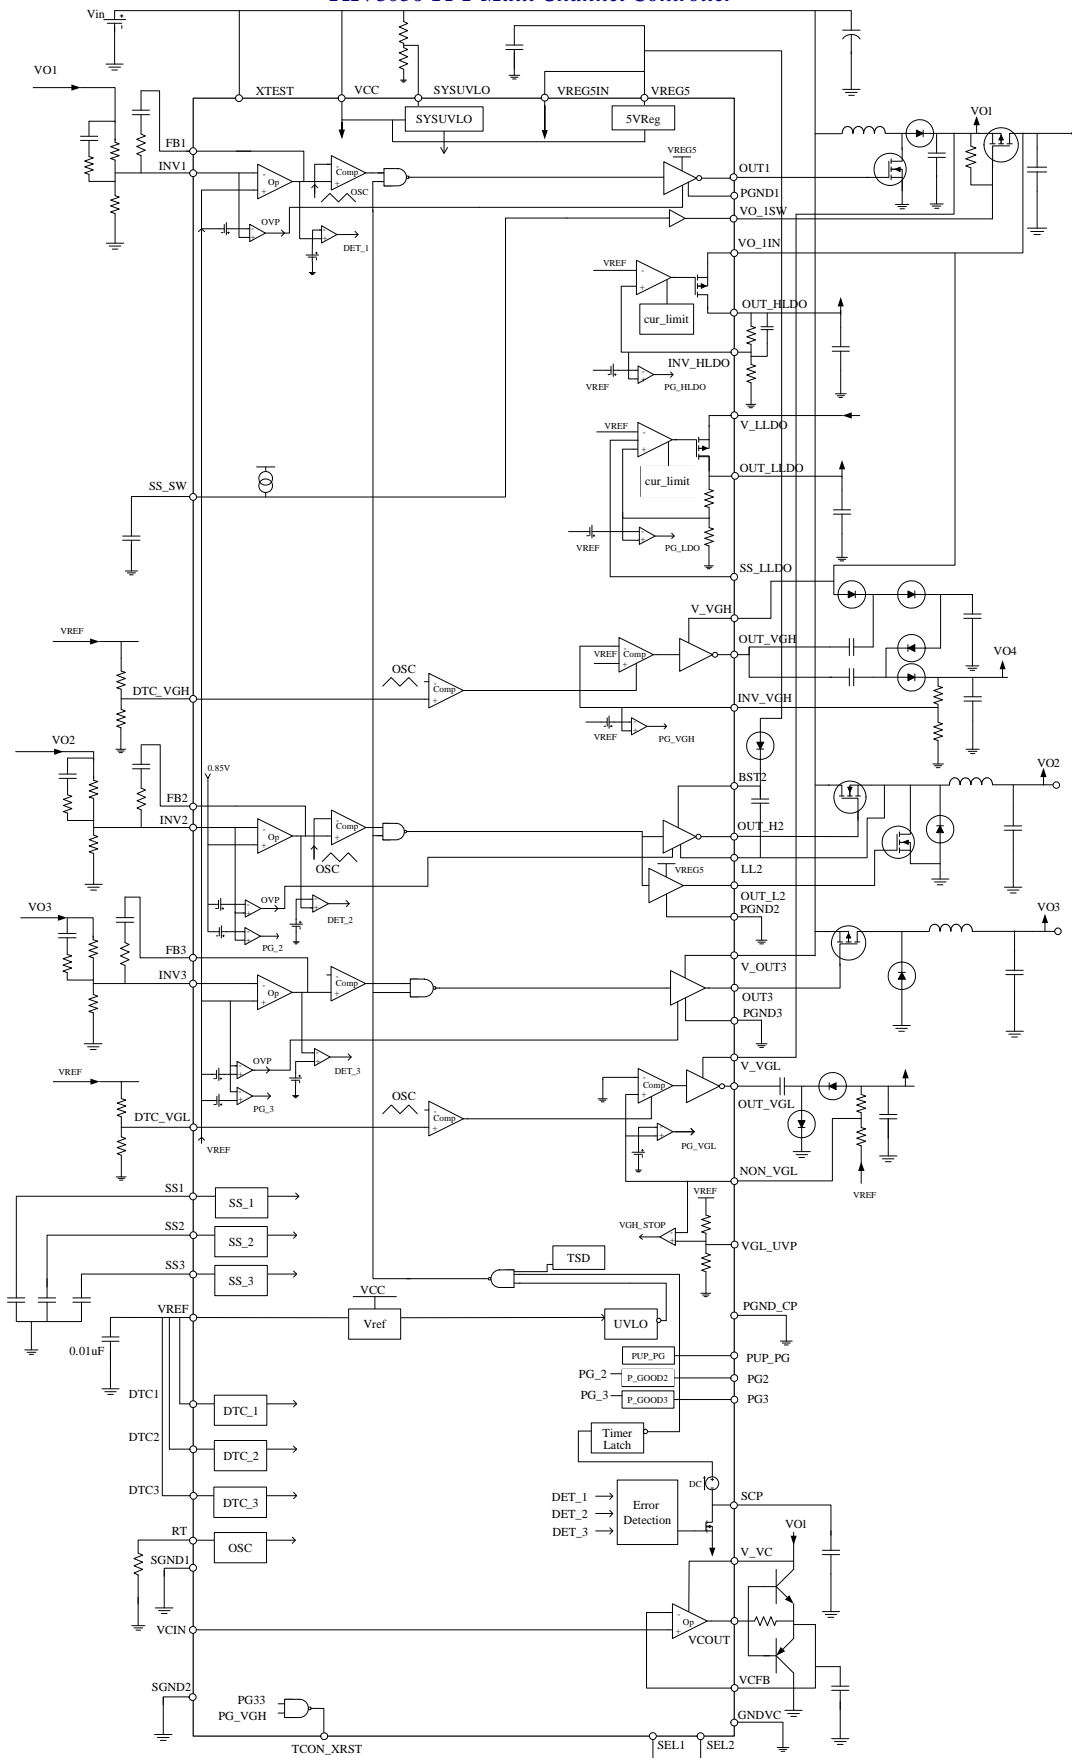 Vin
VO1
XTEST
VCC
SYSUVLO
VREG5IN
VREG5
SYSUVLO
5VReg
VO1
FB1
INV1
Op
Comp
OSC
VREG5
OUT1
PGND1
OVP
DET_1
VO_1SW
VO_1IN
VREF
cur_limit
OUT_HLDO
INV_HLDO
VREF
PG_HLDO
V_LLDO
VREF
cur_limit
OUT_LLDO
SS_SW
VREF
PG_LDO
SS_LLDO
V_VGH
VREF
OUT_VGH
Comp
VREF
VO4
OSC
Comp
DTC_VGH
INV_VGH
VREF
PG_VGH
VO2
0.85V
VO2
FB2
BST2
INV2
Op
Comp
OUT_H2
OSC
LL2
VREG5
OUT_L2
PGND2
OVP
DET_2
PG_2
VO3
VO3
FB3
V_OUT3
INV3
Op
Comp
OUT3
PGND3
OVP
DET_3
PG_3
VREF
V_VGL
Comp
OUT_VGL
OSC
Comp
DTC_VGL
VREF
PG_VGL
NON_VGL
VREF
SS1
SS_1
VREF
SS2
SS_2
VGH_STOP
VGL_UVP
SS3
SS_3
TSD
VREF
VCC
Vref
UVLO
PGND_CP
0.01uF
PUP_PG
PUP_PG
PG_2
P_GOOD2
PG2
PG_3
P_GOOD3
PG3
DTC1
DTC_1
Timer
Latch
DTC2
DTC_2
DC
DTC3
DTC_3
DET_1
DET_2
DET_3
Error
Detection
SCP
RT
OSC
VO1
SGND1
V_VC
Op
VCIN
VCOUT
VCFB
SGND2
PG33
PG_VGH
GNDVC
TCON_XRST
SEL1
SEL2